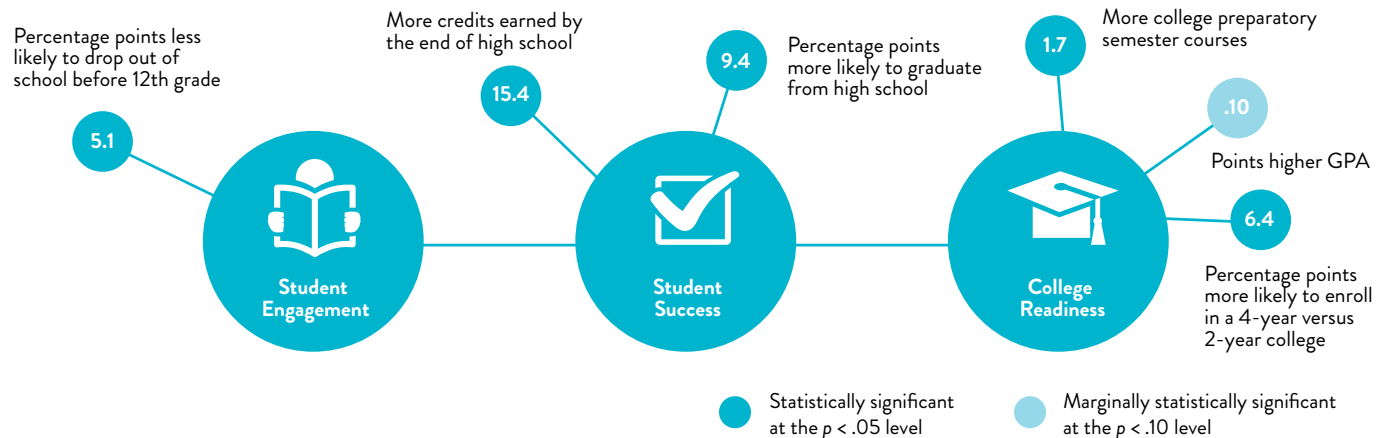 Percentage points less
likely to drop out of
school before 12th grade
5.1
Student
Engagement
More credits earned by
the end of high school
15.4
9.4
Percentage points
more likely to graduate
from high school
Student
Success
1.7
More college preparatory
semester courses
.10
Points higher GPA
6.4
Percentage points
more likely to enroll
in a 4-year versus
2-year college
College
Readiness
Statistically significant
at the p < .05 level
Marginally statistically significant
at the p < .10 level